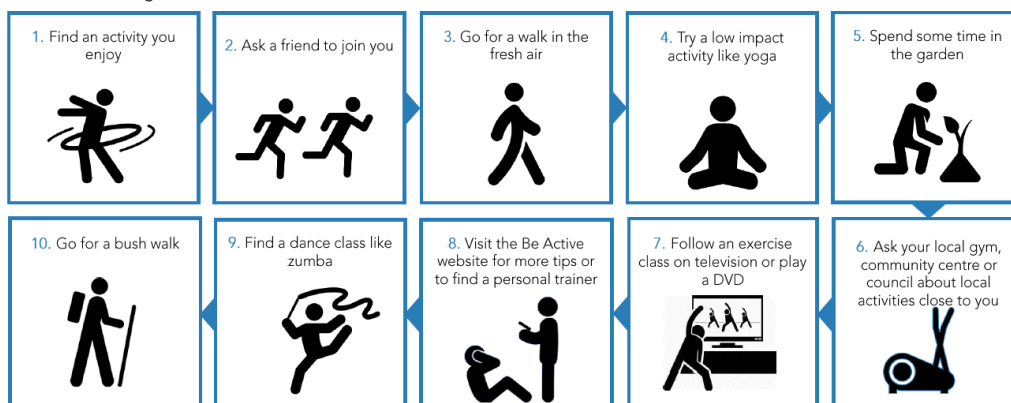 1. Find an activity you
enjoy
2. Ask a friend to join you
3. Go for a walk in the
fresh air
4. Try a low impact
activity like yoga
5. Spend some time in
the garden
6. Ask your local gym,
community centre or
council about local
activities close to you
7. Follow an exercise
class on television or play
a DVD
8. Visit the Be Active
website for more tips or
to find a personal trainer
9. Find a dance class like
zumba
10. Go for a bush walk